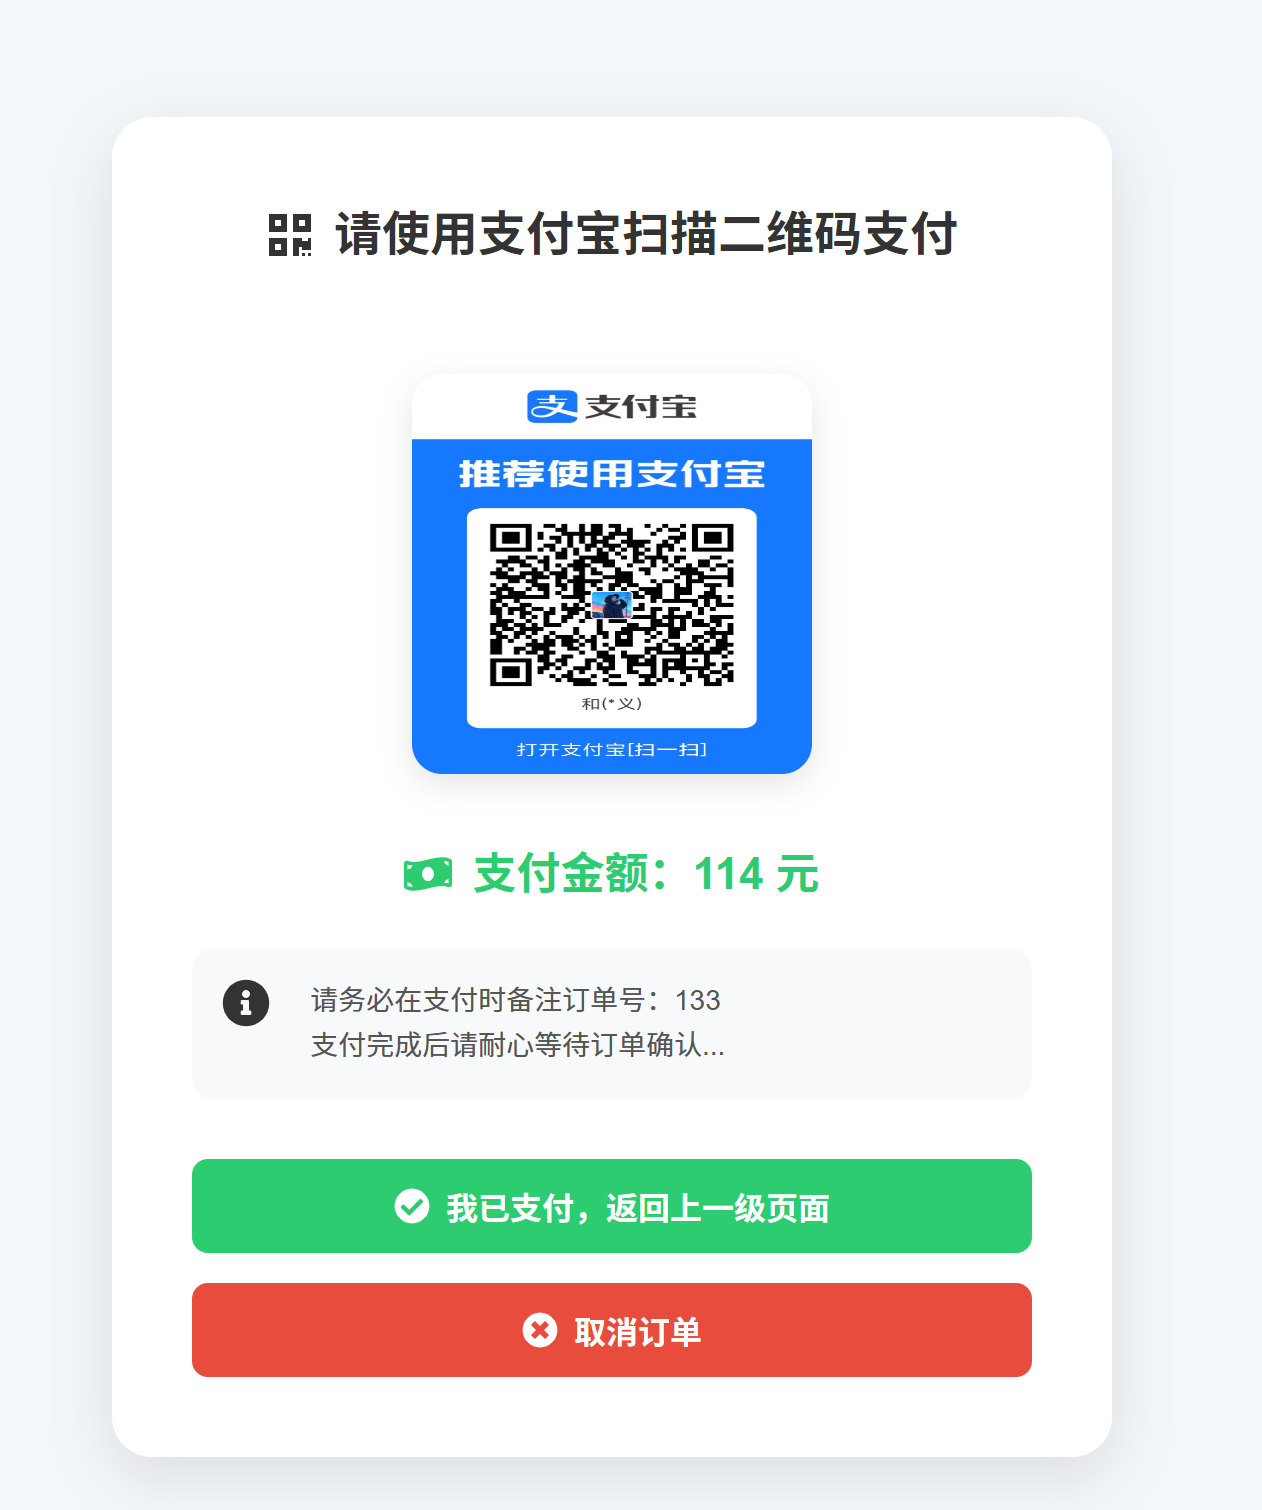 请使用支付宝扫描二维码支付
支付宝
推荐使用支付宝
和(*义)
打开支付宝[扫一扫]
支付金额：114 元
请务必在支付时备注订单号：133
支付完成后请耐心等待订单确认...
我已支付，返回上一级页面
取消订单